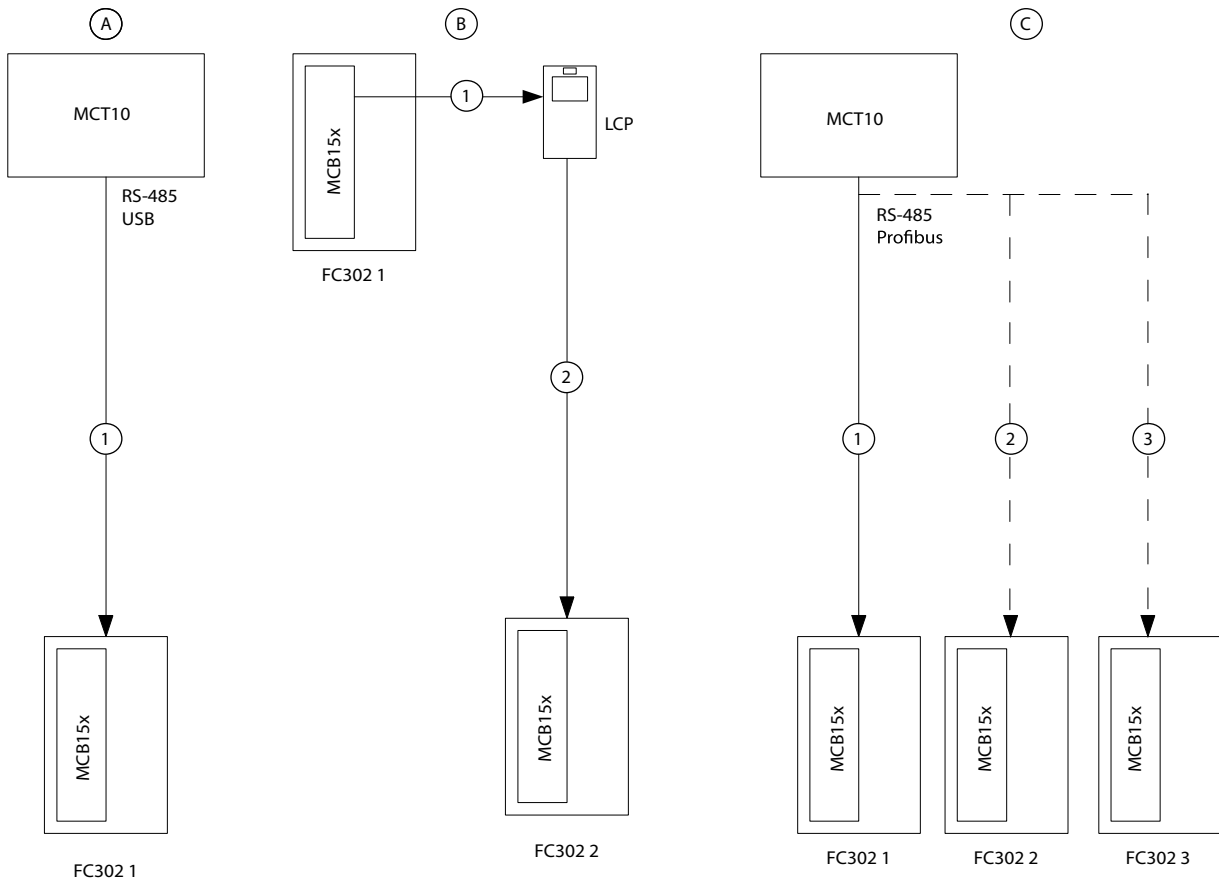 A
MCT10
RS-485
USB
1
MCB15x
FC302 1
B
MCB15x
FC302 1
1
LCP
2
MCB15x
FC302 2
C
MCT10
RS-485
Profibus
1
2
3
MCB15x
MCB15x
MCB15x
FC302 1
FC302 2
FC302 3